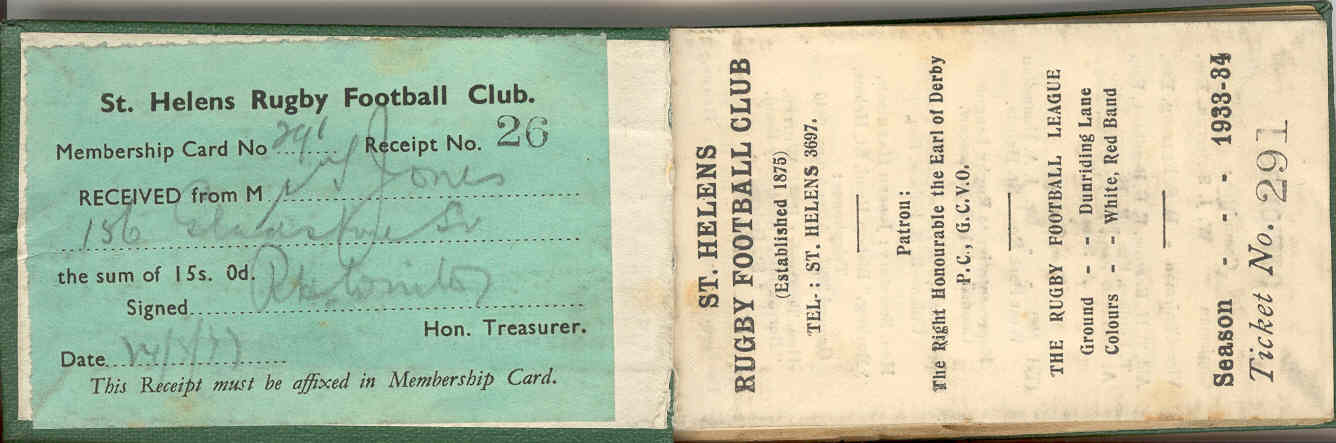 St. Helens Rugby Football Club.
Membership Card No 291 Receipt No. 26
RECEIVED from M Jones
156
the sum of 15s. 0d.
Signed
Hon. Treasurer.
Date
This Receipt must be affixed in Membership Card.
ST. HELENS
RUGBY FOOTBALL CLUB
(Established 1875)
TEL-: ST. HELENS 3697.
Patron:
The Right Honourable the Earl of Derby
P.C., G.C.V.O.
THE RUGBY FOOTBALL LEAGUE
Ground - - Dunriding Lane
Colours - - White, Red Band
Season - - - 1933-34
Ticket No. 291